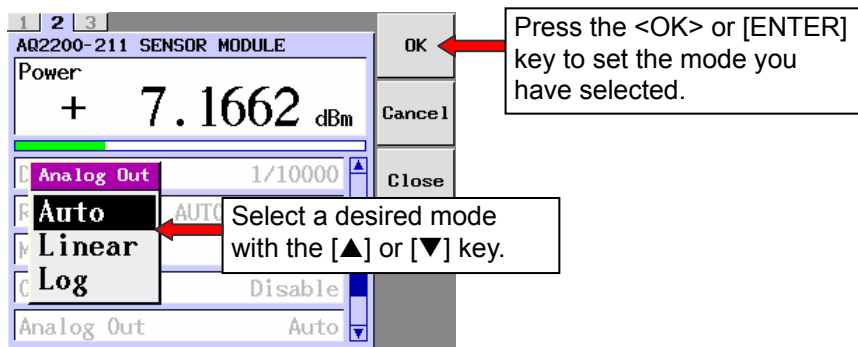 1 2 3
AQ2200-211 SENSOR MODULE
Power
+ 7.1662 dBm
Analog Out
1/10000
Auto
AUTO
Linear
Log
Disable
Analog Out Auto
OK
Cancel
Close
Press the <OK> or [ENTER]
key to set the mode you
have selected.
Select a desired mode
with the [▲] or [▼] key.